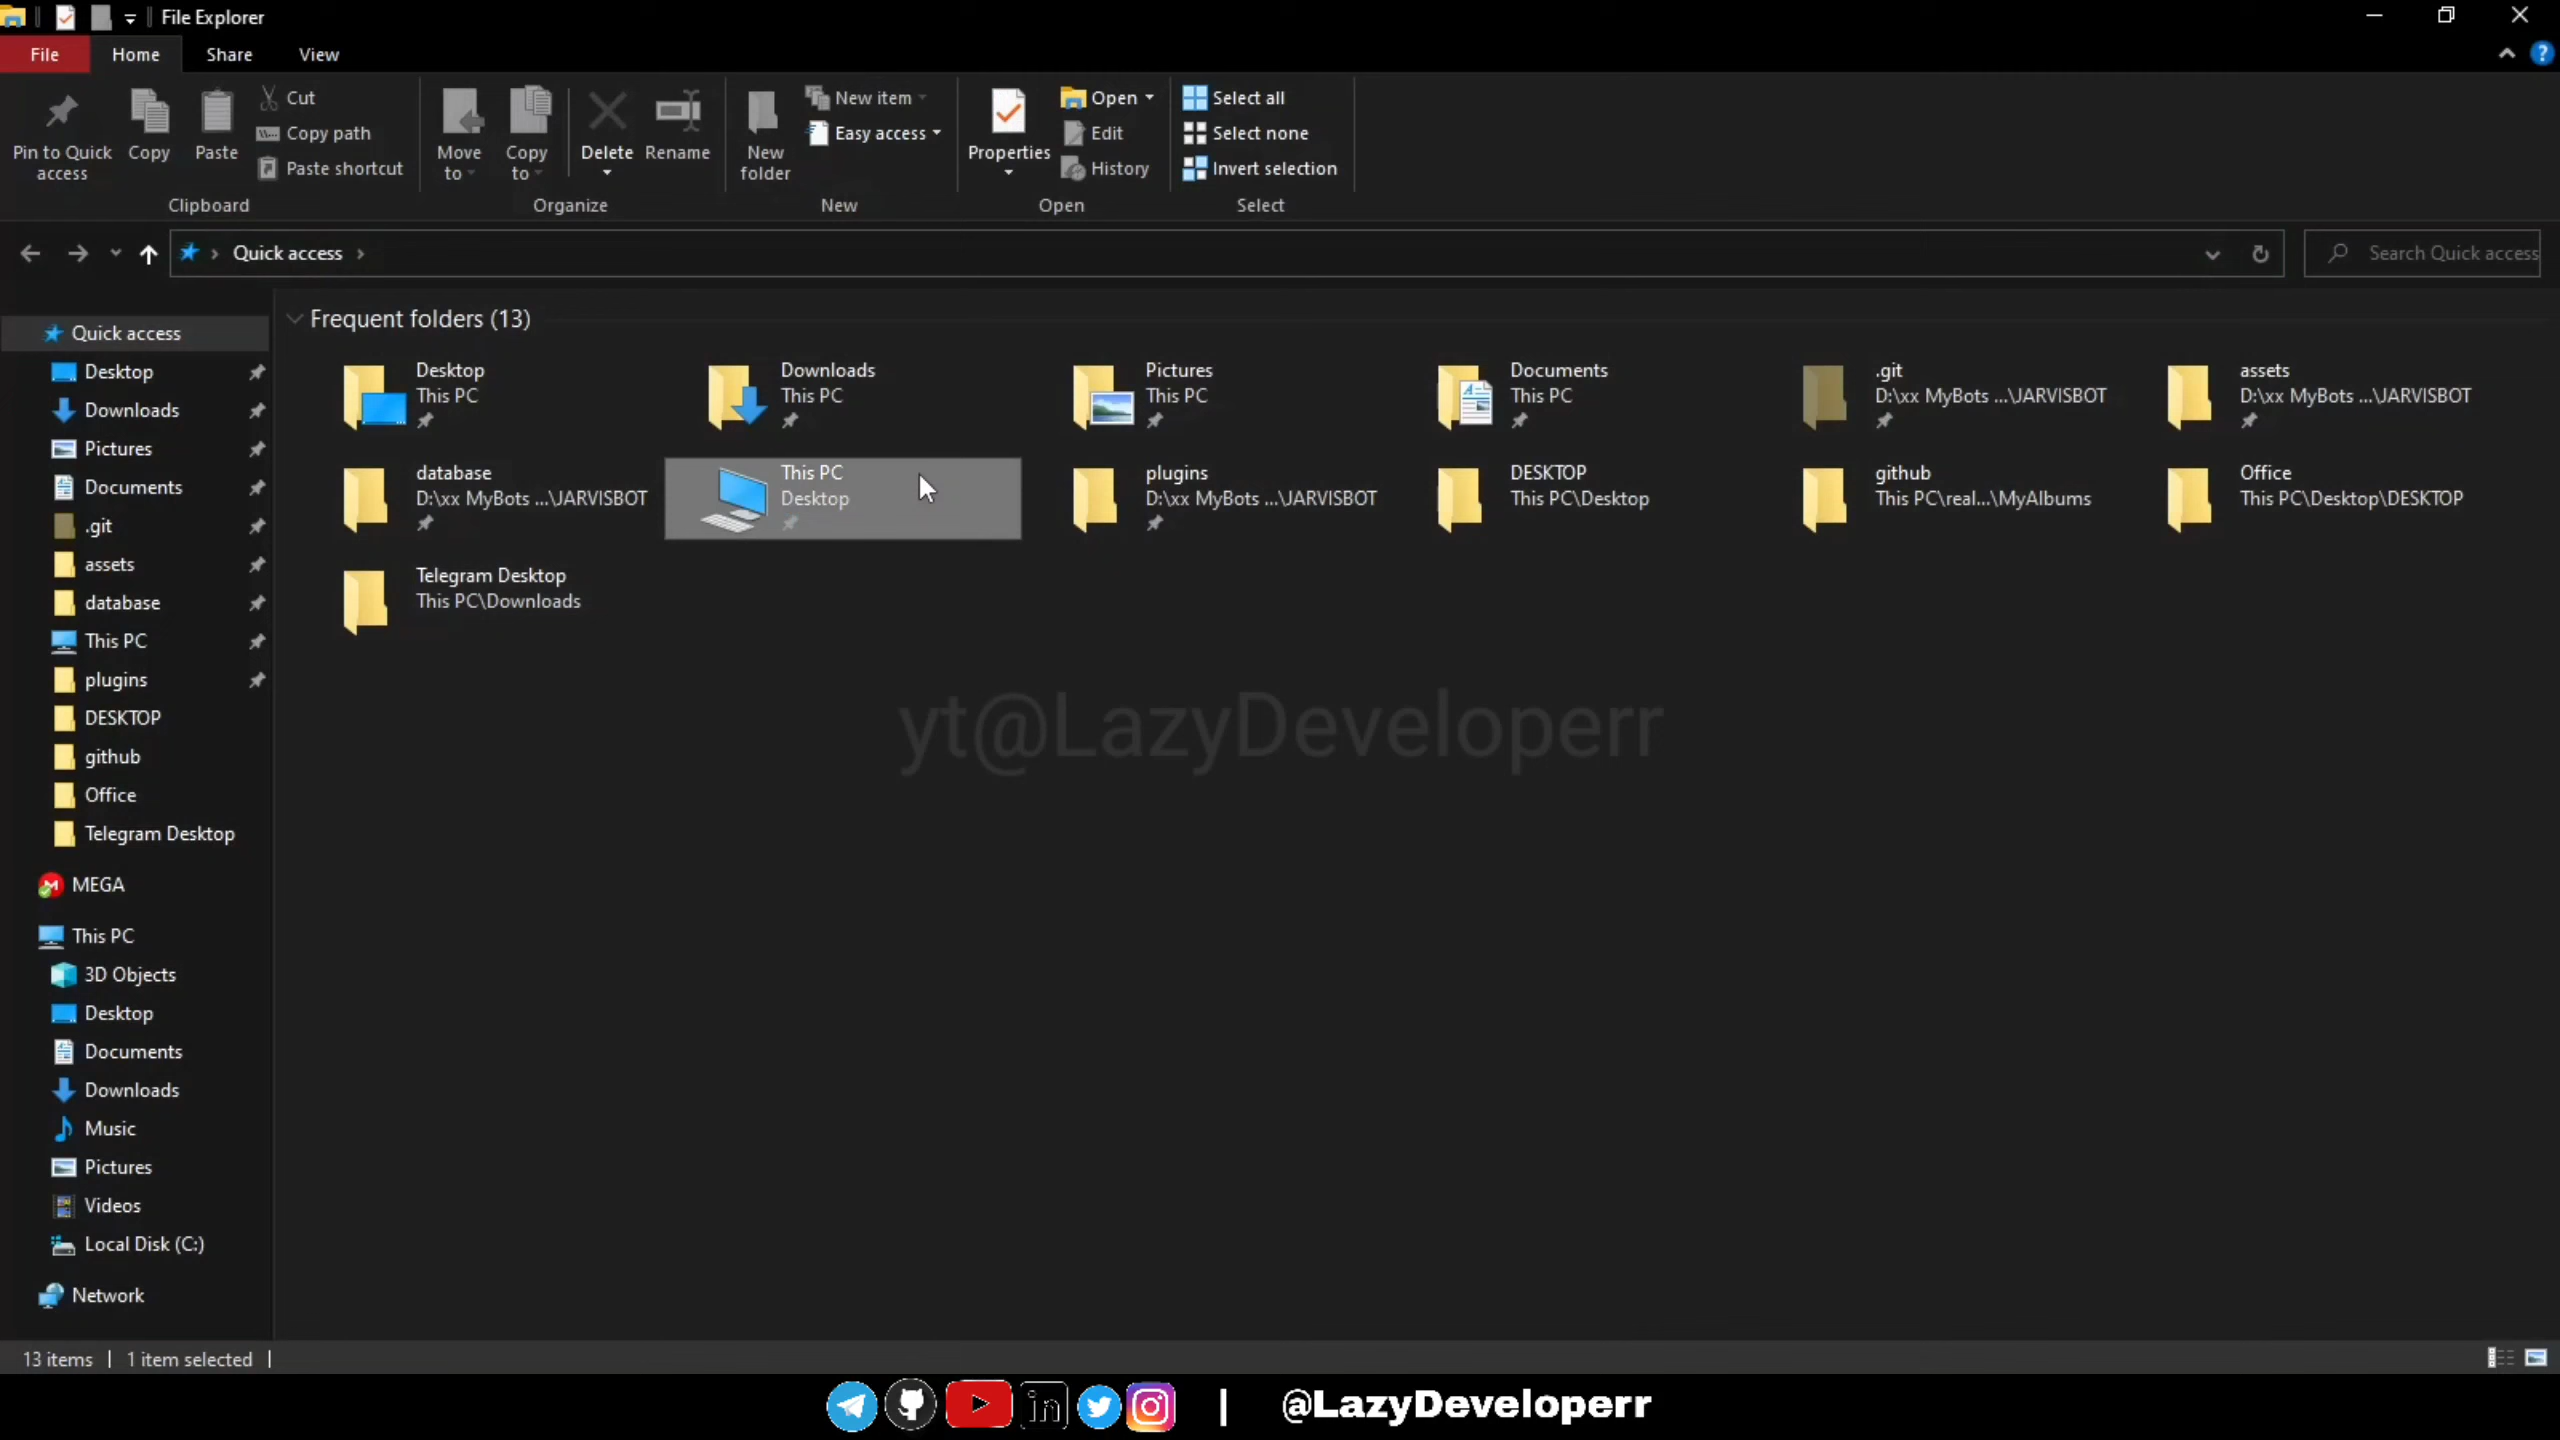 File Explorer
File Home Share View
Pin to Quick access
Copy
Paste
Cut
Copy path
Paste shortcut
Clipboard
Move to
Copy to
Delete
Rename
Organize
New folder
New item
Easy access
New
Properties
Open
Edit
History
Open
Select all
Select none
Invert selection
Select
Quick access
Search Quick access
Quick access
Desktop
Downloads
Pictures
Documents
.git
assets
database
This PC
plugins
DESKTOP
github
Office
Telegram Desktop
MEGA
This PC
3D Objects
Desktop
Documents
Downloads
Music
Pictures
Videos
Local Disk (C:)
Network
Frequent folders (13)
Desktop
This PC
Downloads
This PC
Pictures
This PC
Documents
This PC
.git
D:\xx MyBots ...\JARVISBOT
assets
D:\xx MyBots ...\JARVISBOT
database
D:\xx MyBots ...\JARVISBOT
This PC
Desktop
plugins
D:\xx MyBots ...\JARVISBOT
DESKTOP
This PC\Desktop
github
This PC\real...\MyAlbums
Office
This PC\Desktop\DESKTOP
Telegram Desktop
This PC\Downloads
yt@LazyDeveloperr
13 items 1 item selected
in | @LazyDeveloperr